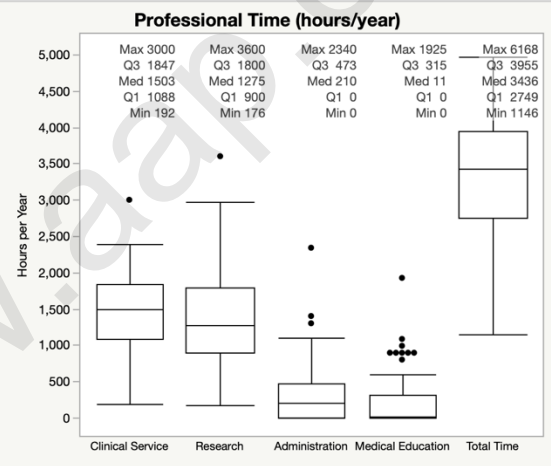 Professional Time (hours/year)
Max 3000 Max 3600 Max 2340 Max 1925 Max 6168
Q3 1847 Q3 1800 Q3 473 Q3 315 Q3 3955
Med 1503 Med 1275 Med 210 Med 11 Med 3436
Q1 1088 Q1 900 Q1 0 Q1 0 Q1 2749
Min 192 Min 176 Min 0 Min 0 Min 1146
Hours per Year
5,000
4,500
4,000
3,500
3,000
2,500
2,000
1,500
1,000
500
0
Clinical Service Research Administration Medical Education Total Time
v.aap.